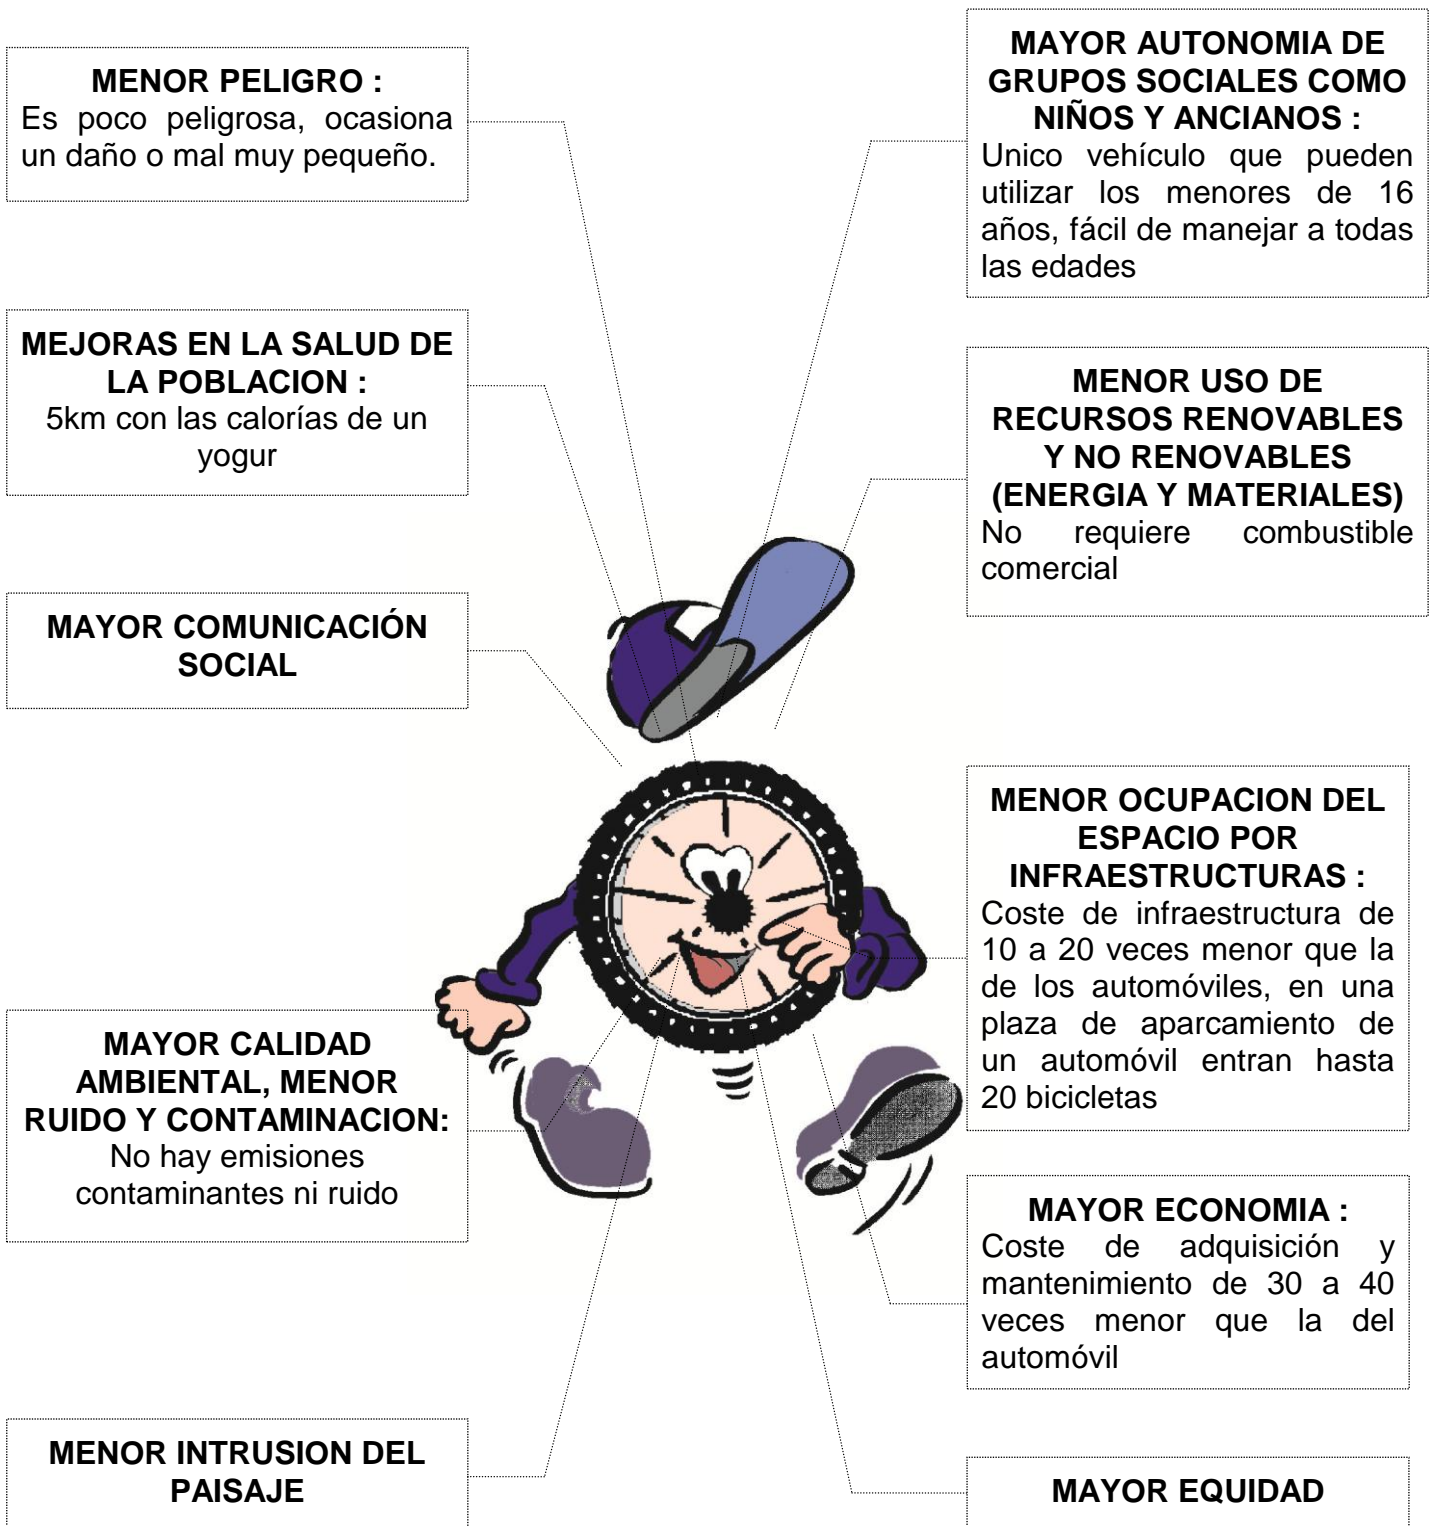 MENOR PELIGRO :
Es poco peligrosa, ocasiona
un daño o mal muy pequeño.
MEJORAS EN LA SALUD DE
LA POBLACION :
5km con las calorías de un
yogur
MAYOR COMUNICACIÓN
SOCIAL
MAYOR CALIDAD
AMBIENTAL, MENOR
RUIDO Y CONTAMINACION:
No hay emisiones
contaminantes ni ruido
MENOR INTRUSION DEL
PAISAJE
MAYOR AUTONOMIA DE
GRUPOS SOCIALES COMO
NIÑOS Y ANCIANOS :
Unico vehículo que pueden
utilizar los menores de 16
años, fácil de manejar a todas
las edades
MENOR USO DE
RECURSOS RENOVABLES
Y NO RENOVABLES
(ENERGIA Y MATERIALES)
No requiere combustible
comercial
MENOR OCUPACION DEL
ESPACIO POR
INFRAESTRUCTURAS :
Coste de infraestructura de
10 a 20 veces menor que la
de los automóviles, en una
plaza de aparcamiento de
un automóvil entran hasta
20 bicicletas
MAYOR ECONOMIA :
Coste de adquisición y
mantenimiento de 30 a 40
veces menor que la del
automóvil
MAYOR EQUIDAD